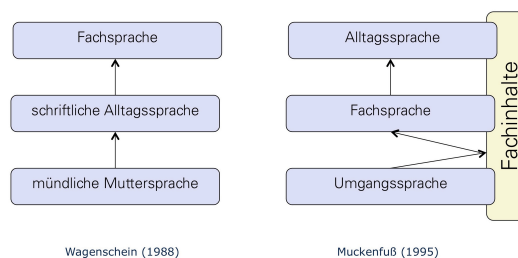 Fachsprache
schriftliche Alltagssprache
mündliche Muttersprache
Wagenschein (1988)
Alltagssprache
Fachsprache
Umgangssprache
Fachinhalte
Muckenfuß (1995)